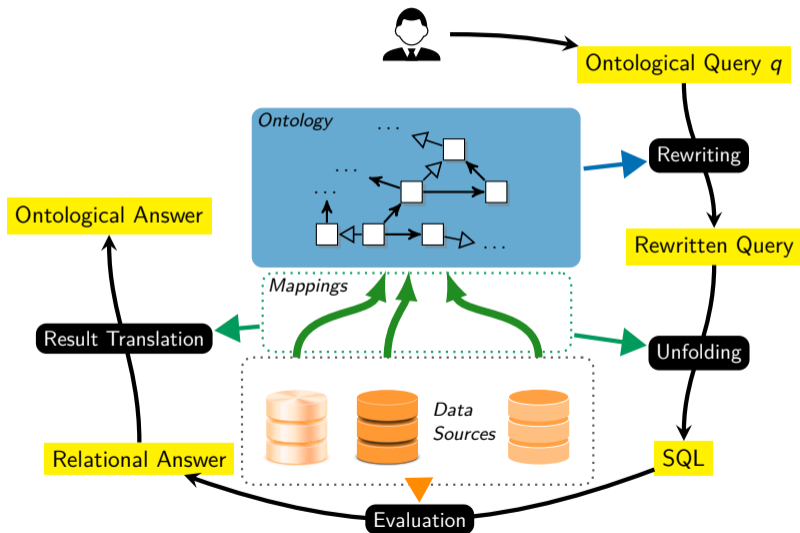 Ontological Query q
Ontology
. . .
Rewriting
. . .
. . .
Ontological Answer
Rewritten Query
. . .
Mappings
Result Translation
Unfolding
Data
Sources
Relational Answer
SQL
Evaluation